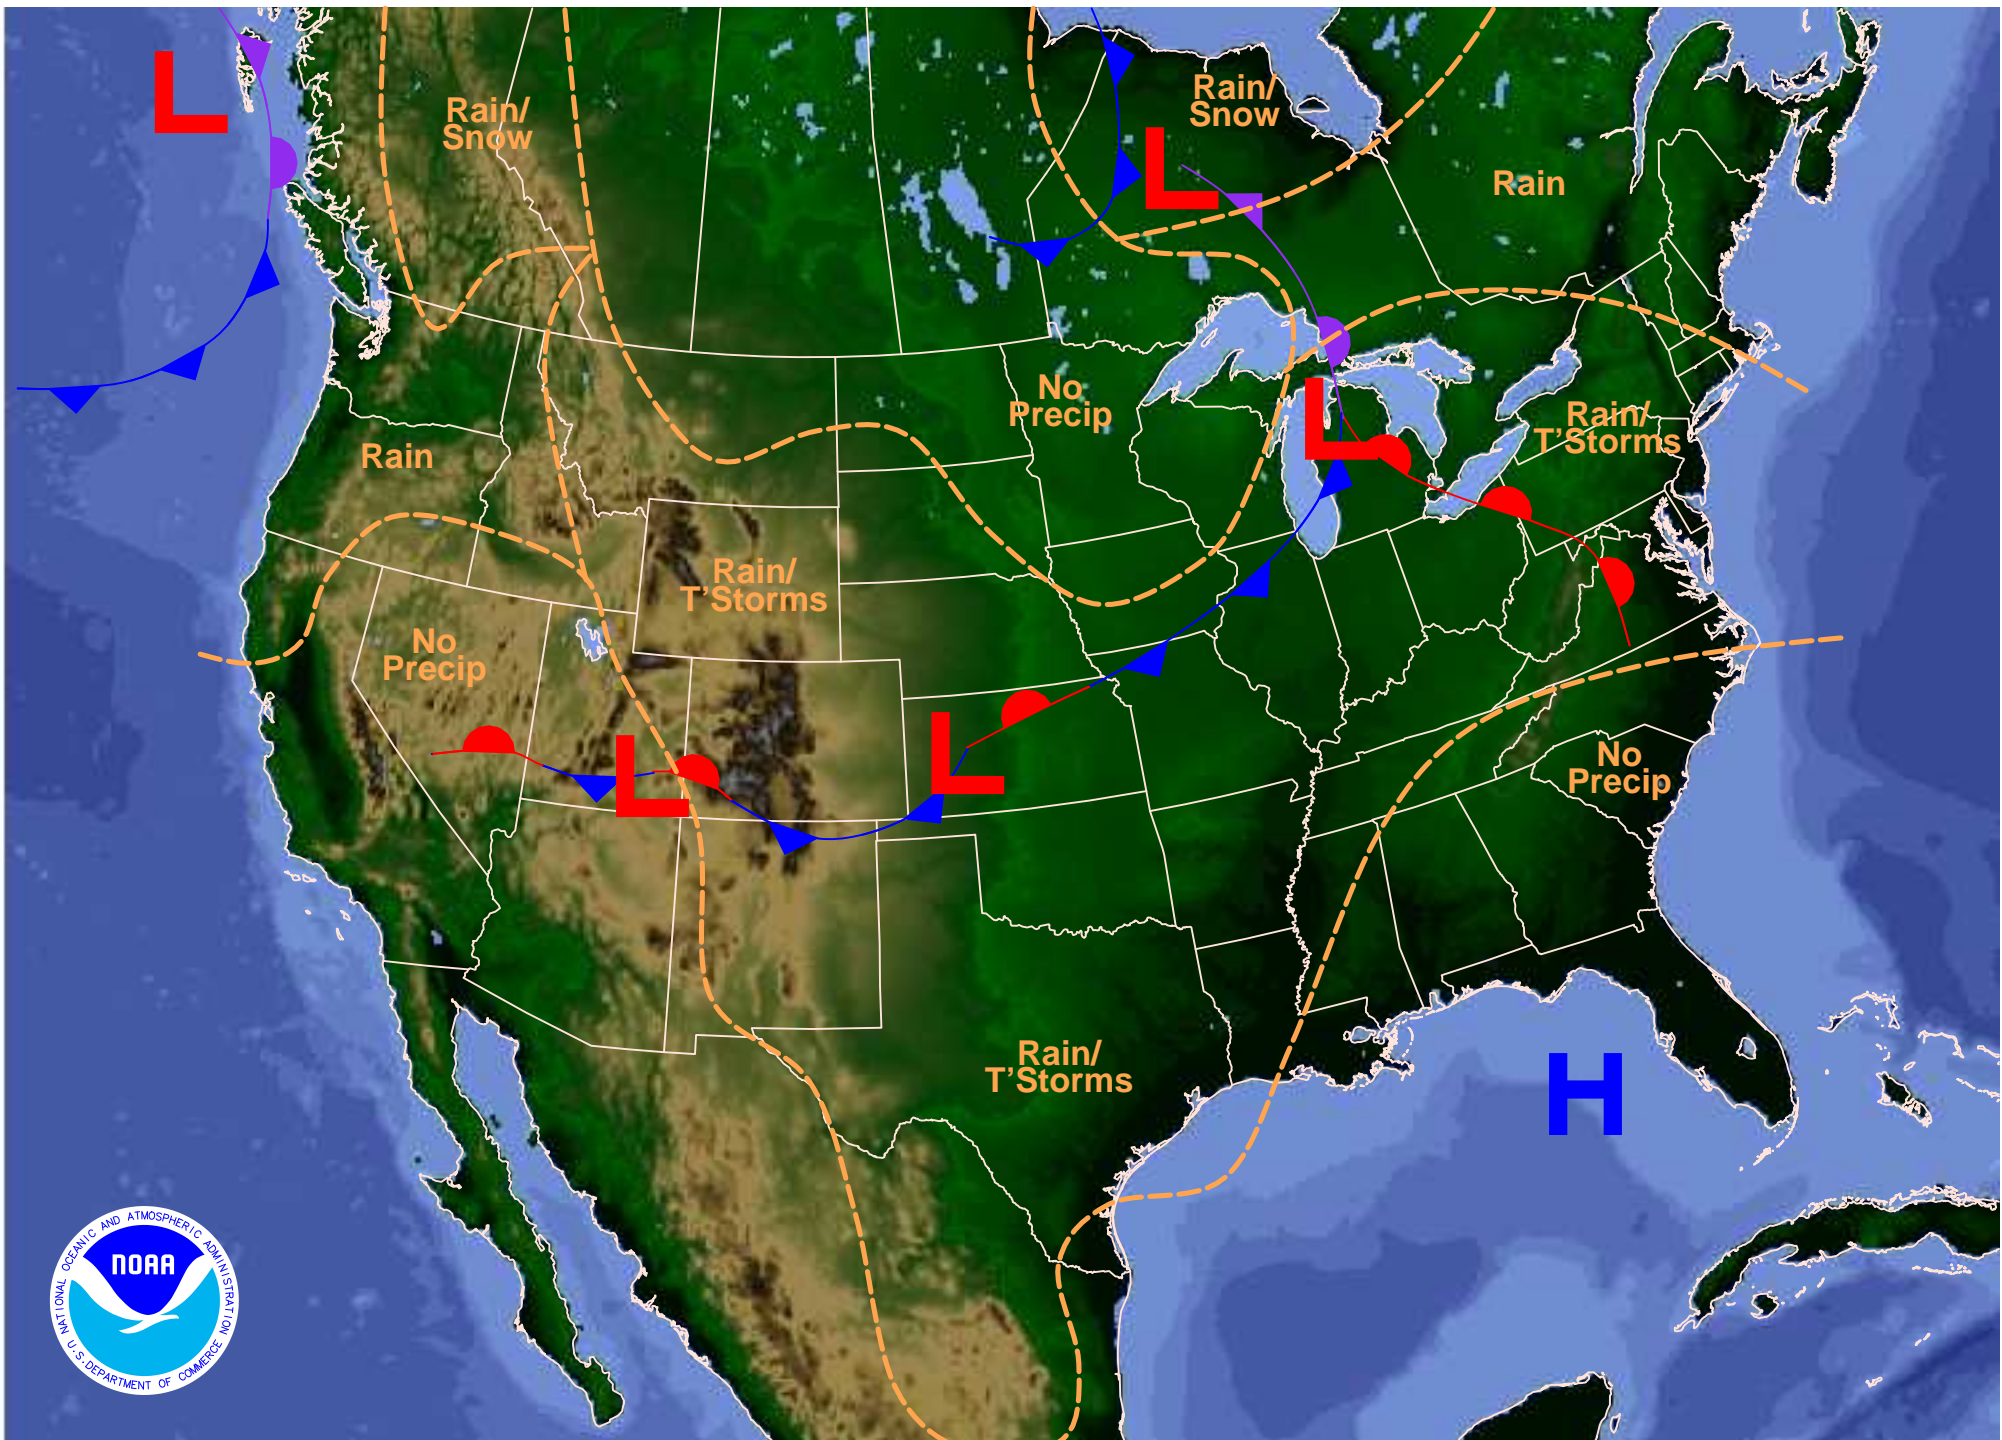 L
Rain/
Snow
Rain/
Snow
L
Rain
No
Precip
L
Rain/
T'Storms
Rain
Rain/
T'Storms
No
Precip
L
L
No
Precip
Rain/
T'Storms
H
NATIONAL OCEANIC AND ATMOSPHERIC ADMINISTRATION
NOAA
U.S. DEPARTMENT OF COMMERCE